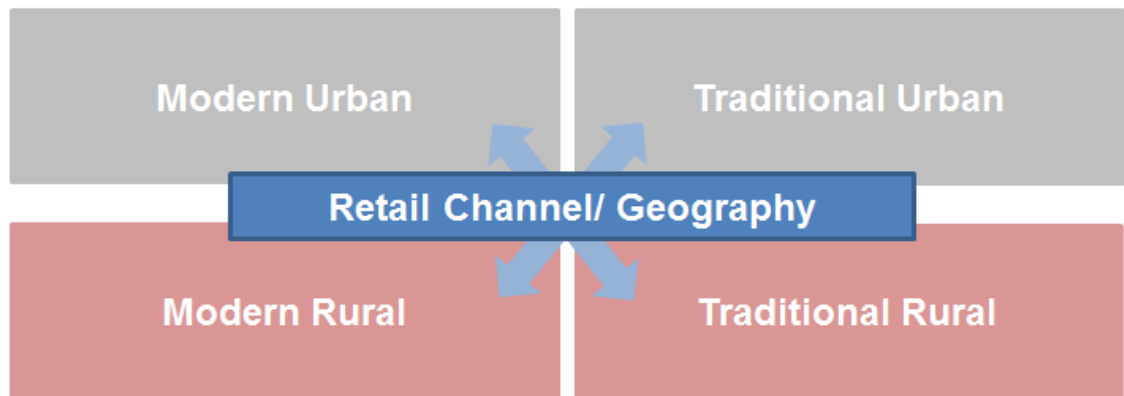 Modern Urban
Traditional Urban
Retail Channel/ Geography
Modern Rural
Traditional Rural